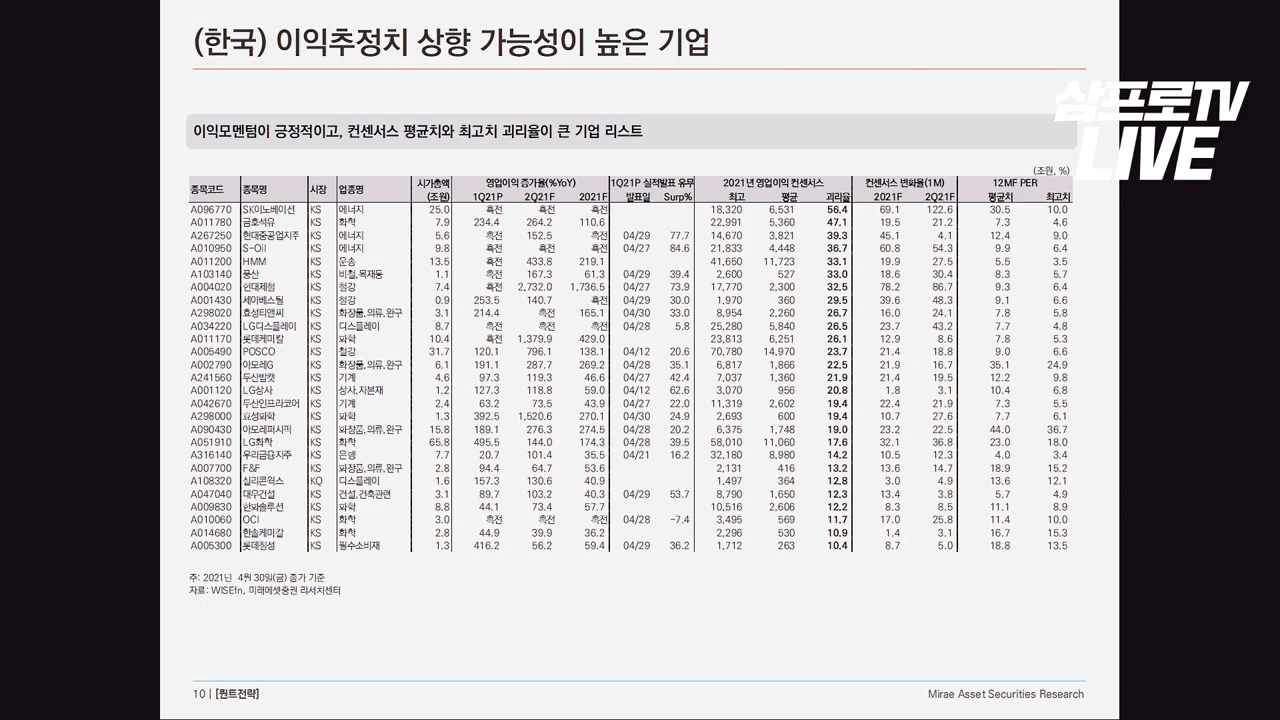 (한국) 이익추정치 상향 가능성이 높은 기업
삼프로TV
LIVE
이익모멘텀이 긍정적이고, 컨센서스 평균치와 최고치 괴리율이 큰 기업 리스트
(조원, %)
종목코드 종목명 시장 업종명 시가총액 (조원) 영업이익 증가율(%YoY) 1Q21P 실적발표 유무 2021년 영업이익 컨센서스 컨센서스 변화율(1M) 12MF PER
1Q21P 2Q21F 2021F 발표일 Surp% 최고 평균 괴리율 2021F 2Q21F 평균치 최고치
A096770 SK이노베이션 KS 에너지 25.0 흑전 흑전 흑전 18,320 6,531 56.4 69.1 122.6 30.5 10.0
A011780 금호석유 KS 화학 7.9 234.4 264.2 110.6 22,991 5,360 47.1 19.5 21.2 7.3 4.6
A267250 현대중공업지주 KS 에너지 5.6 흑전 152.5 흑전 04/29 77.7 14,670 3,821 39.3 45.1 4.1 12.4 9.0
A010950 S-Oil KS 에너지 9.8 흑전 흑전 흑전 04/27 84.6 21,833 4,448 36.7 60.8 54.3 9.9 6.4
A011200 HMM KS 운송 13.5 흑전 433.8 219.1 41,650 11,723 33.1 19.9 27.5 5.5 3.5
A103140 풍산 KS 비철,목재등 1.1 흑전 167.3 61.3 04/29 39.4 2,600 527 33.0 18.6 30.4 8.3 5.7
A004020 현대제철 KS 철강 7.4 흑전 2,732.0 1,736.5 04/27 73.9 17,770 2,300 32.5 78.2 86.7 9.3 6.4
A001430 세아베스틸 KS 철강 0.9 253.5 140.7 흑전 04/29 30.0 1,970 360 29.5 39.6 48.3 9.1 6.6
A298020 효성티앤씨 KS 화장품,의류,완구 3.1 214.4 흑전 165.1 04/30 33.0 8,954 2,260 26.7 16.0 24.1 7.8 5.8
A034220 LG디스플레이 KS 디스플레이 8.7 흑전 흑전 흑전 04/28 5.8 25,280 5,840 26.5 23.7 43.2 7.7 4.8
A011170 롯데케미칼 KS 화학 10.4 흑전 1,379.9 429.0 23,813 6,251 26.1 12.9 8.6 7.8 5.3
A005490 POSCO KS 철강 31.7 120.1 796.1 138.1 04/12 20.6 70,780 14,970 23.7 21.4 18.8 9.0 6.6
A002790 아모레G KS 화장품,의류,완구 6.1 191.1 287.7 269.2 04/28 35.1 6,817 1,866 22.5 21.9 16.7 35.1 24.9
A241560 두산밥캣 KS 기계 4.6 97.3 119.3 46.6 04/27 42.4 7,037 1,360 21.9 21.4 19.5 12.2 9.8
A001120 LG상사 KS 상사,자본재 1.2 127.3 118.8 59.0 04/12 62.6 3,070 956 20.8 1.8 3.1 10.4 6.8
A042670 두산인프라코어 KS 기계 2.4 63.2 73.5 43.9 04/27 22.0 11,319 2,602 19.4 22.4 21.9 7.3 5.5
A298000 효성화학 KS 화학 1.3 392.5 1,520.6 270.1 04/30 24.9 2,693 600 19.4 10.7 27.6 7.7 6.1
A090430 아모레퍼시픽 KS 화장품,의류,완구 15.8 189.1 276.3 274.5 04/28 20.2 6,375 1,748 19.0 23.2 22.5 44.0 36.7
A051910 LG화학 KS 화학 65.8 495.5 144.0 174.3 04/28 39.5 58,010 11,060 17.6 32.1 36.8 23.0 18.0
A316140 우리금융지주 KS 은행 7.7 20.7 101.4 35.5 04/21 16.2 32,180 8,980 14.2 10.5 12.3 4.0 3.4
A007700 F&F KS 화장품,의류,완구 2.8 94.4 64.7 53.6 2,131 416 13.2 13.6 14.7 18.9 15.2
A108320 실리콘웍스 KQ 디스플레이 1.6 157.3 130.6 40.9 1,497 364 12.8 3.0 4.9 13.6 12.1
A047040 대우건설 KS 건설,건축관련 3.1 89.7 103.2 40.3 04/29 53.7 8,790 1,650 12.3 13.4 3.8 5.7 4.9
A009830 한화솔루션 KS 화학 8.8 44.1 73.4 57.7 10,516 2,606 12.2 8.3 8.5 11.1 8.9
A010060 OCI KS 화학 3.0 흑전 흑전 흑전 04/28 -7.4 3,495 569 11.7 17.0 25.8 11.4 10.0
A014680 한솔케미칼 KS 화학 2.8 44.9 39.9 36.2 2,296 530 10.9 1.4 3.1 16.7 15.3
A005300 롯데칠성 KS 필수소비재 1.3 416.2 56.2 59.4 04/29 36.2 1,712 263 10.4 8.7 5.0 18.8 13.5
주: 2021년 4월 30일(금) 종가 기준
자료: WISEfn, 미래에셋증권 리서치센터
10 | [퀀트전략]
Mirae Asset Securities Research